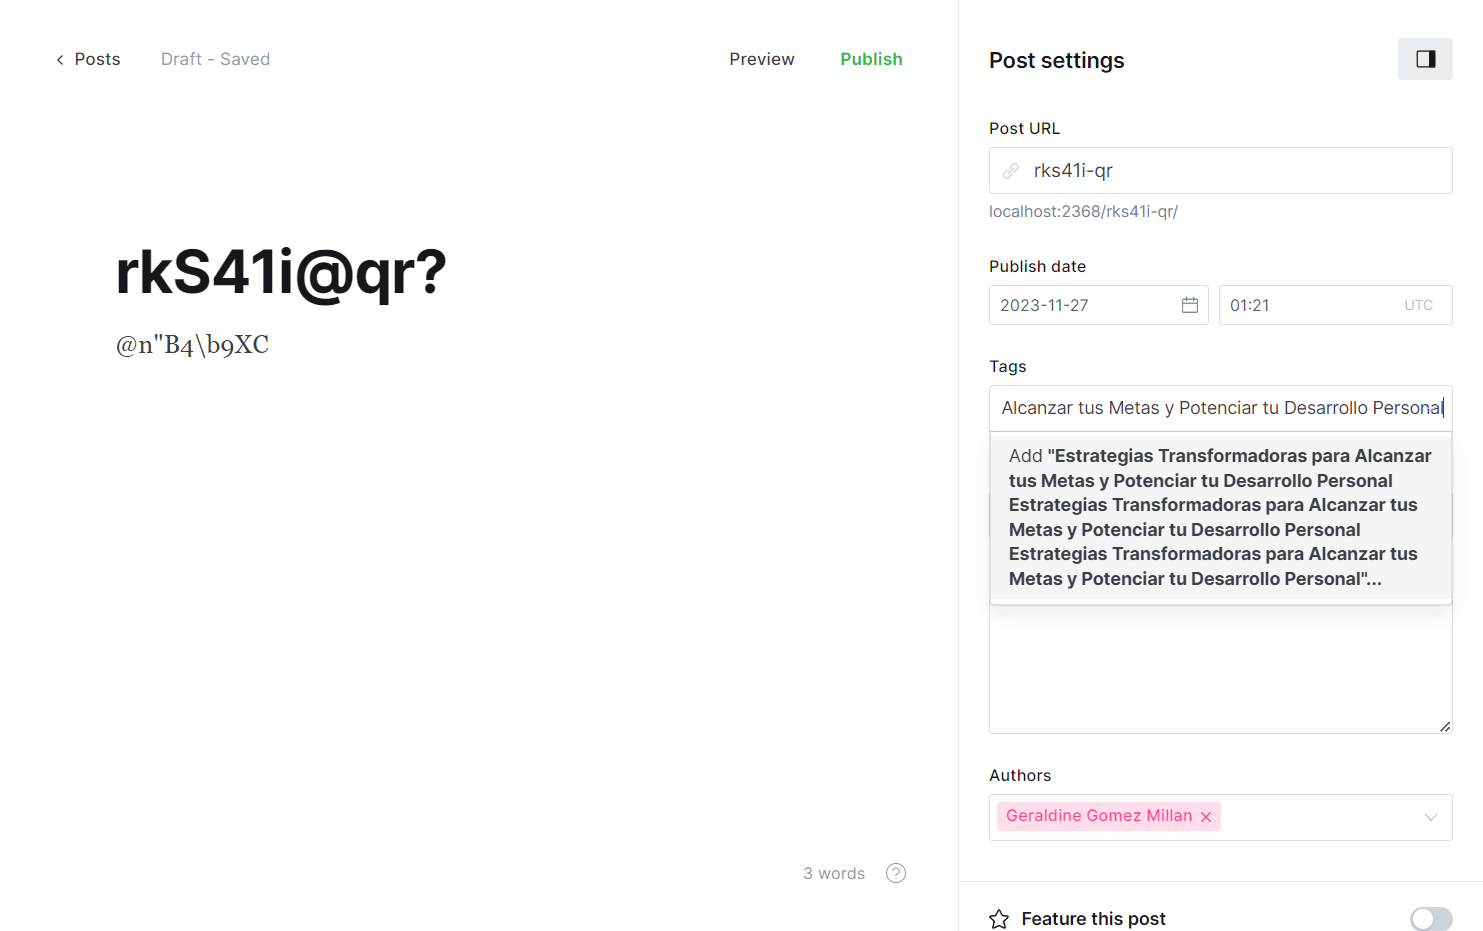 Posts
Draft - Saved
Preview
Publish
Post settings
Post URL
rks41i-qr
localhost:2368/rks41i-qr/
Publish date
2023-11-27
01:21
UTC
Tags
Alcanzar tus Metas y Potenciar tu Desarrollo Personal
Add "Estrategias Transformadoras para Alcanzar
tus Metas y Potenciar tu Desarrollo Personal
Estrategias Transformadoras para Alcanzar tus
Metas y Potenciar tu Desarrollo Personal
Estrategias Transformadoras para Alcanzar tus
Metas y Potenciar tu Desarrollo Personal"...
rkS41i@qr?
@n"B4\b9XC
Authors
Geraldine Gomez Millan
3 words
Feature this post